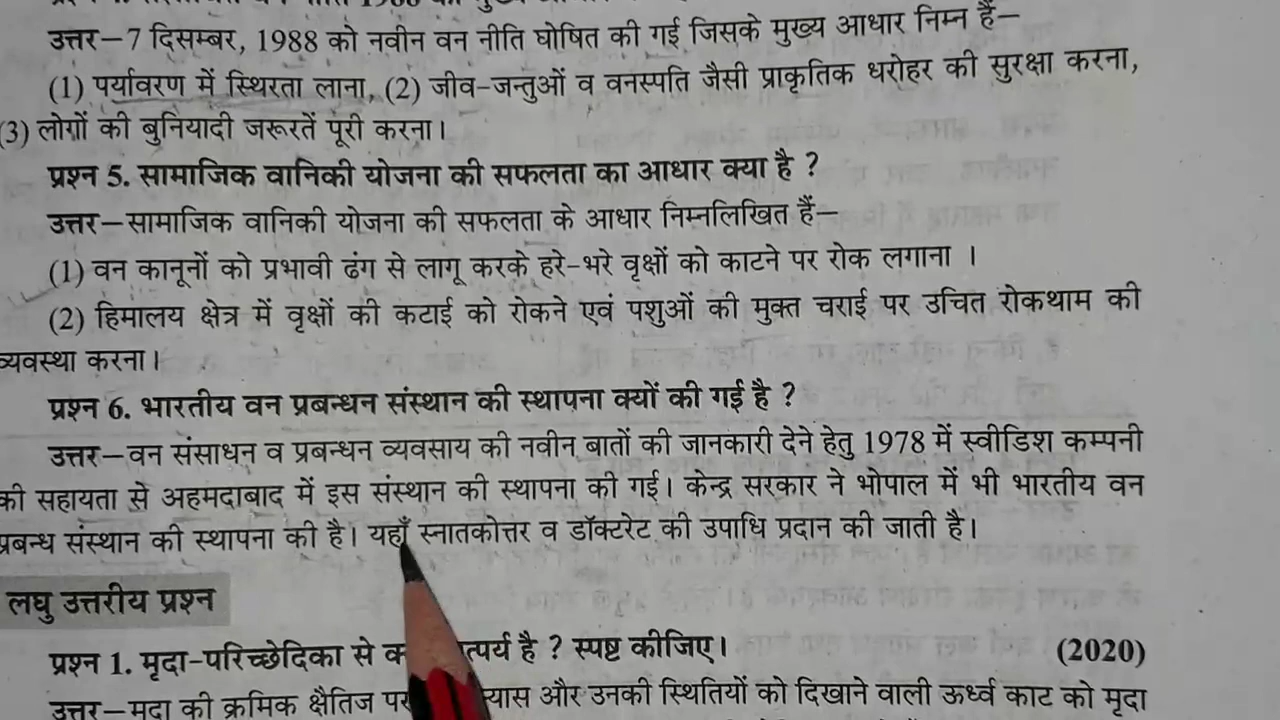 उत्तर–7 दिसम्बर, 1988 को नवीन वन नीति घोषित की गई जिसके मुख्य आधार निम्न हैं–
(1) पर्यावरण में स्थिरता लाना, (2) जीव-जन्तुओं व वनस्पति जैसी प्राकृतिक धरोहर की सुरक्षा करना,
(3) लोगों की बुनियादी जरूरतें पूरी करना।
प्रश्न 5. सामाजिक वानिकी योजना की सफलता का आधार क्या है ?
उत्तर–सामाजिक वानिकी योजना की सफलता के आधार निम्नलिखित हैं–
(1) वन कानूनों को प्रभावी ढंग से लागू करके हरे-भरे वृक्षों को काटने पर रोक लगाना ।
(2) हिमालय क्षेत्र में वृक्षों की कटाई को रोकने एवं पशुओं की मुक्त चराई पर उचित रोकथाम की
व्यवस्था करना।
प्रश्न 6. भारतीय वन प्रबन्धन संस्थान की स्थापना क्यों की गई है ?
उत्तर–वन संसाधन व प्रबन्धन व्यवसाय की नवीन बातों की जानकारी देने हेतु 1978 में स्वीडिश कम्पनी
की सहायता से अहमदाबाद में इस संस्थान की स्थापना की गई। केन्द्र सरकार ने भोपाल में भी भारतीय वन
प्रबन्ध संस्थान की स्थापना की है। यहाँ स्नातकोत्तर व डॉक्टरेट की उपाधि प्रदान की जाती है।
लघु उत्तरीय प्रश्न
प्रश्न 1. मृदा-परिच्छेदिका से है ? स्पष्ट कीजिए। (2020)
उत्तर–मृदा की क्रमिक क्षैतिज और उनकी स्थितियों को दिखाने वाली ऊर्ध्व काट को मृदा